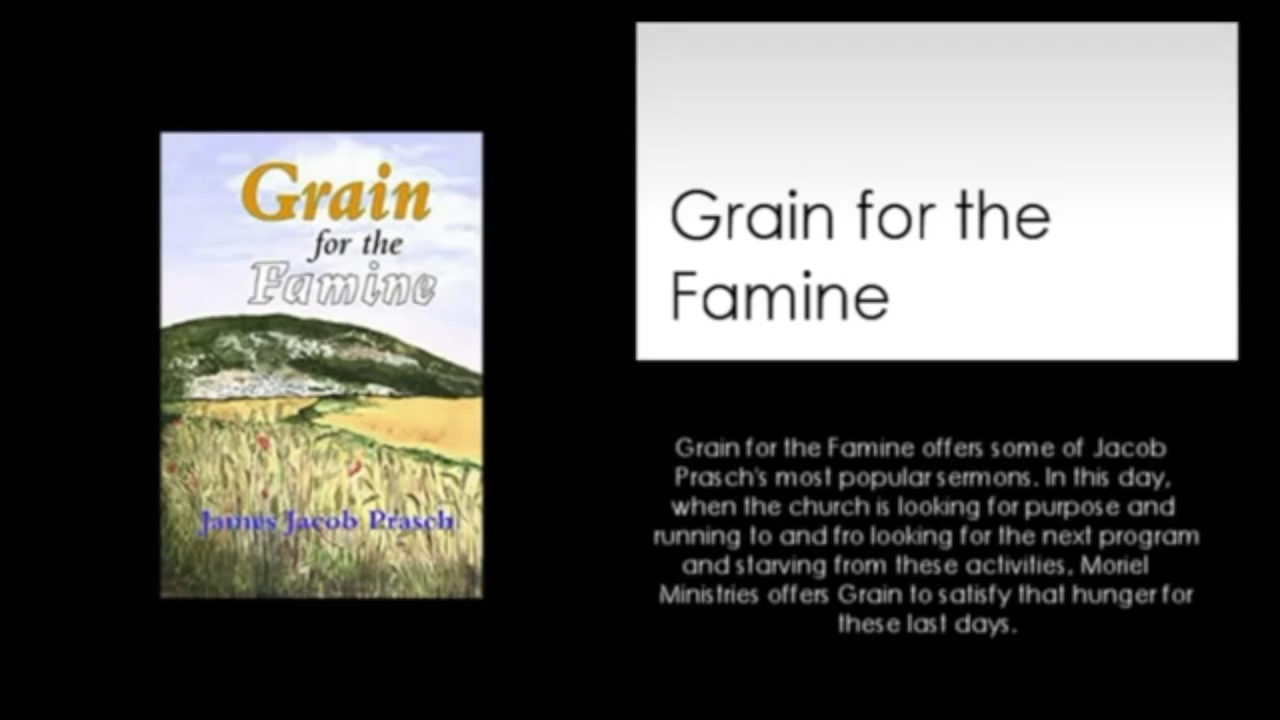 Grain
for the
Famine
James Jacob Prasch
Grain for the
Famine
Grain for the Famine offers some of Jacob
Prasch's most popular sermons. In this day,
when the church is looking for purpose and
running to and fro looking for the next program
and starving from these activities, Moriel
Ministries offers Grain to satisfy that hunger for
these last days.